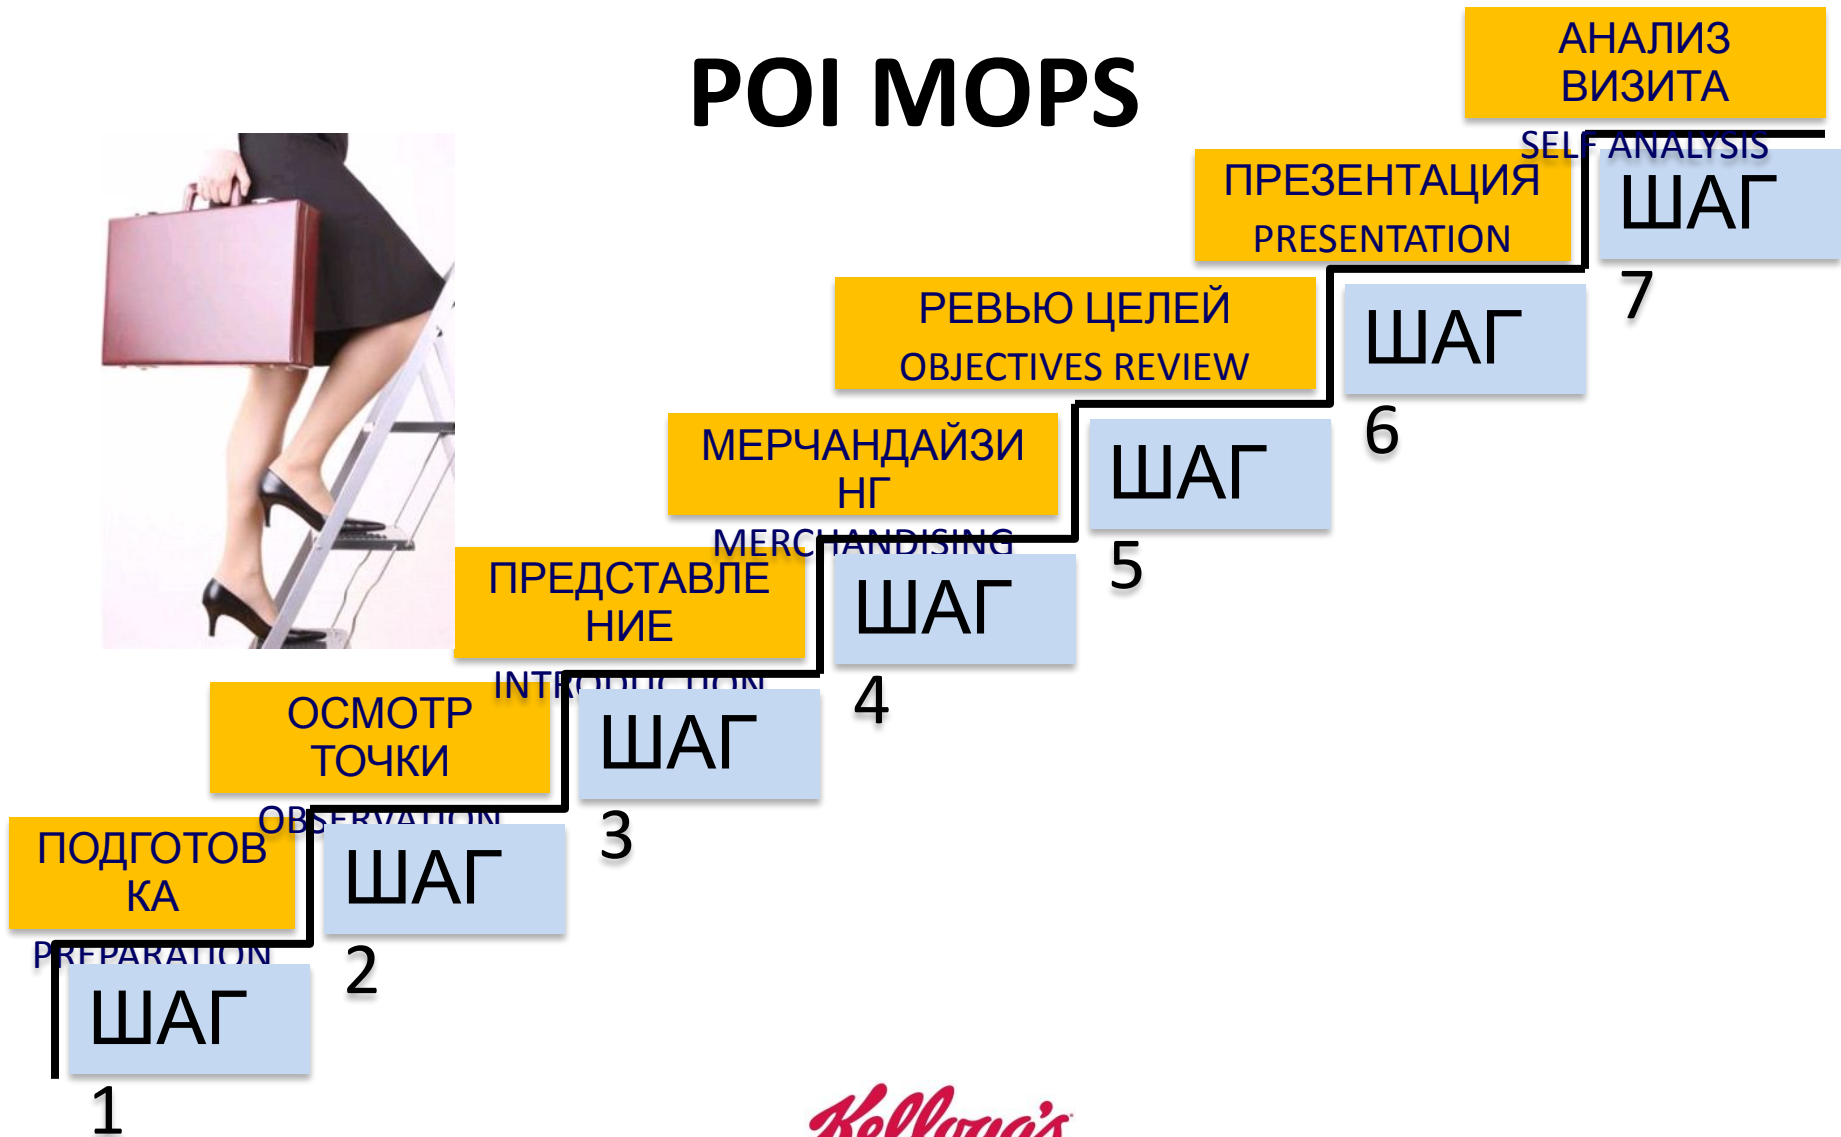 POI MOPS
АНАЛИЗ
ВИЗИТА
SELF ANALYSIS
ШАГ
7
ПРЕЗЕНТАЦИЯ
PRESENTATION
ШАГ
6
РЕВЬЮ ЦЕЛЕЙ
OBJECTIVES REVIEW
ШАГ
5
МЕРЧАНДАЙЗИ
НГ
MERCHANDISING
ШАГ
4
ПРЕДСТАВЛЕ
НИЕ
INTRODUCTION
ШАГ
3
ОСМОТР
ТОЧКИ
OBSERVATION
ШАГ
2
ПОДГОТОВ
КА
PREPARATION
ШАГ
1
Kellogg's